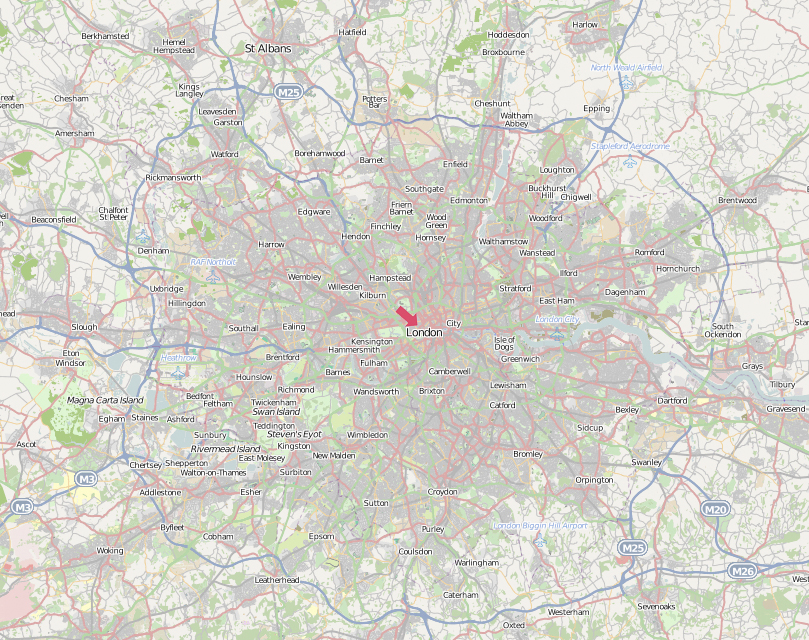 Hatfield
Hoddesdon
Harlow
Berkhamsted
Hemel
Hempstead
St Albans
Broxbourne
North Weald Airfield
Kings
Langley
M25
Chesham
Potters
Bar
Cheshunt
Epping
Leavesden
Garston
Waltham
Abbey
Amersham
Stapleford Aerodrome
Watford
Borehamwood
Barnet
Enfield
Loughton
Rickmansworth
Southgate
Buckhurst
Hill
Chigwell
Edmonton
Brentwood
Chalfont
St Peter
Beaconsfield
Edgware
Friern
Barnet
Wood
Green
Woodford
Finchley
Hendon
Hornsey
Walthamstow
Harrow
Denham
Wanstead
Romford
RAF Northolt
Ilford
Hornchurch
Wembley
Willesden
Hampstead
Kilburn
Uxbridge
Stratford
Dagenham
Hillingdon
East Ham
London City
City
Slough
Southall
Ealing
London
South
Ockendon
Kensington
Hammersmith
Isle of
Dogs
Eton
Windsor
Heathrow
Brentford
Greenwich
Fulham
Grays
Barnes
Camberwell
Hounslow
Lewisham
Tilbury
Richmond
Wandsworth
Brixton
Bedfont
Feltham
Twickenham
Swan Island
Catford
Dartford
Magna Carta Island
Bexley
Gravesend
Egham
Staines
Ashford
Teddington
Sidcup
Sunbury
Steven's Eyot
Wimbledon
Ascot
Kingston
Rivermead Island
East Molesey
New Malden
Bromley
Chertsey
Shepperton
Walton-on-Thames
Surbiton
Swanley
M3
Addlestone
Esher
Croydon
Orpington
M3
Sutton
M20
Byfleet
Cobham
Epsom
Purley
London Biggin Hill Airport
Woking
Coulsdon
M25
Warlingham
M26
Leatherhead
Caterham
Westerham
Sevenoaks
Oxted